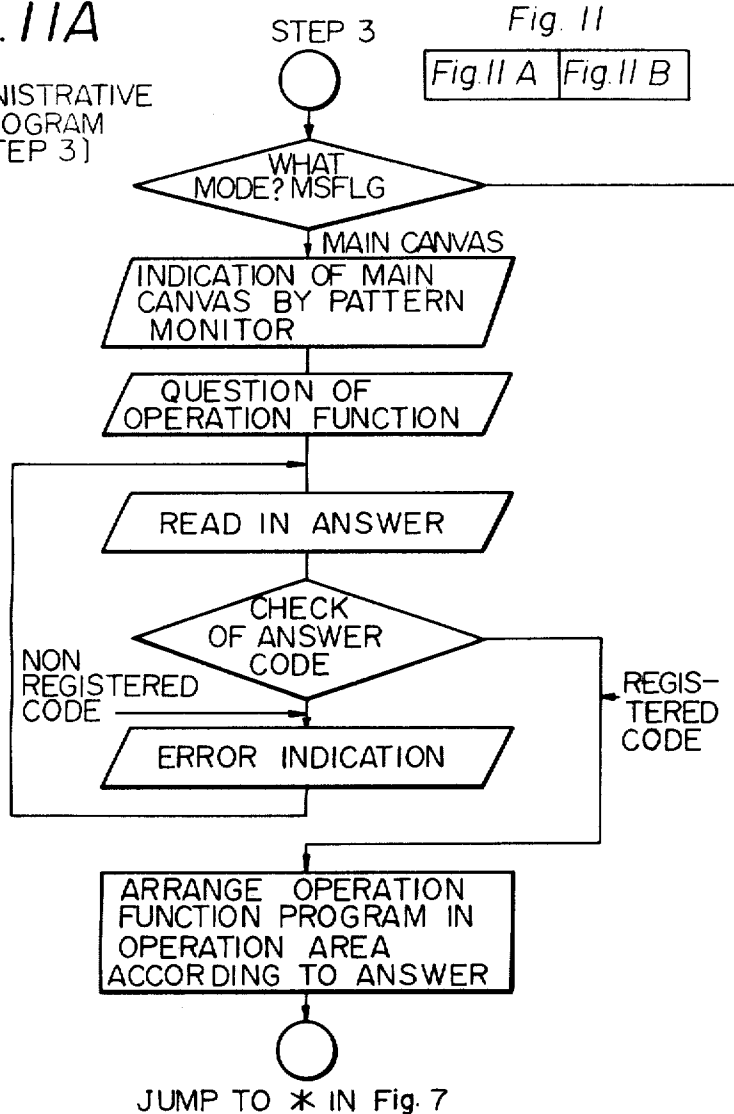 .11A
NISTRATIVE
OGRAM
TEP 3]
STEP 3
Fig. 11
Fig.11 A Fig.11 B
WHAT
MODE? MSFLG
MAIN CANVAS
INDICATION OF MAIN
CANVAS BY PATTERN
MONITOR
QUESTION OF
OPERATION FUNCTION
READ IN ANSWER
CHECK
OF ANSWER
CODE
NON
REGISTERED
CODE
REGIS-
TERED
CODE
ERROR INDICATION
ARRANGE OPERATION
FUNCTION PROGRAM IN
OPERATION AREA
ACCORDING TO ANSWER
JUMP TO * IN Fig. 7